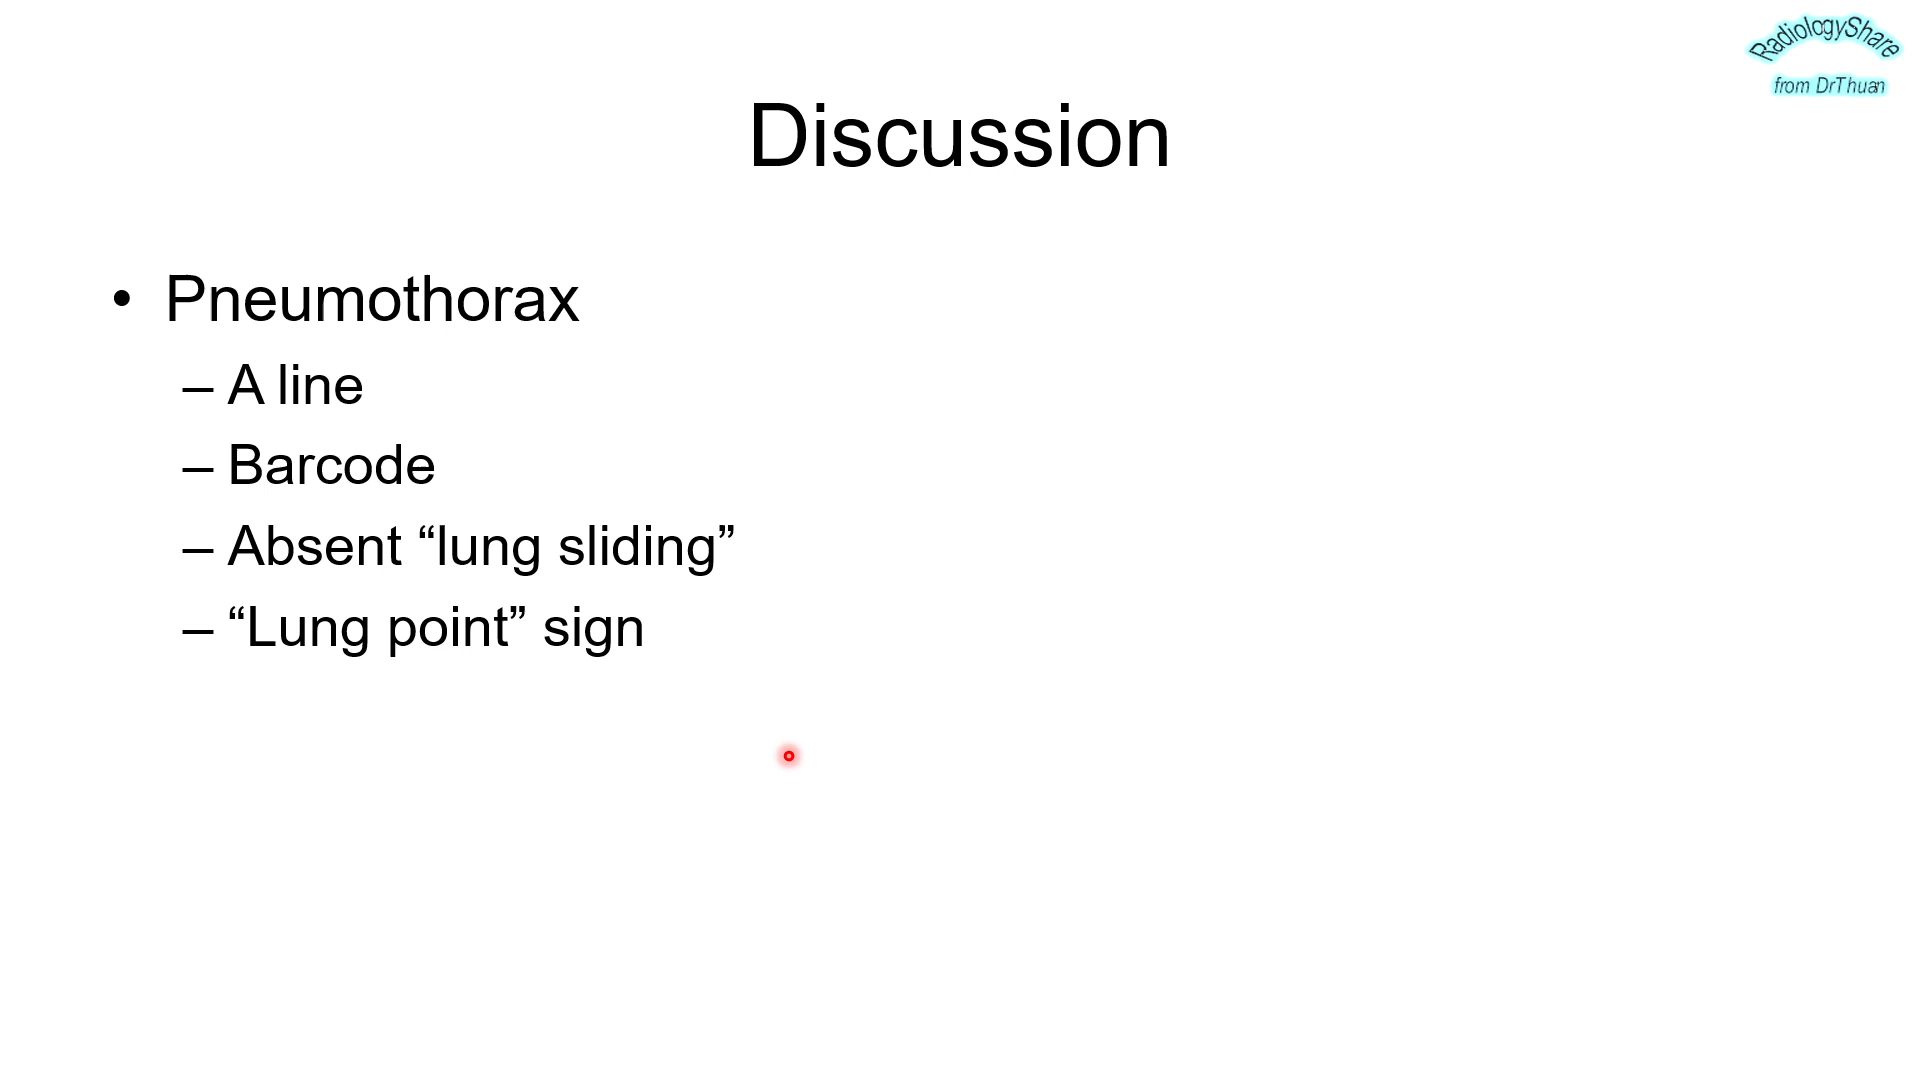 RadiologyShare
from DrThuan
Discussion
• Pneumothorax
– A line
– Barcode
– Absent “lung sliding”
– “Lung point” sign